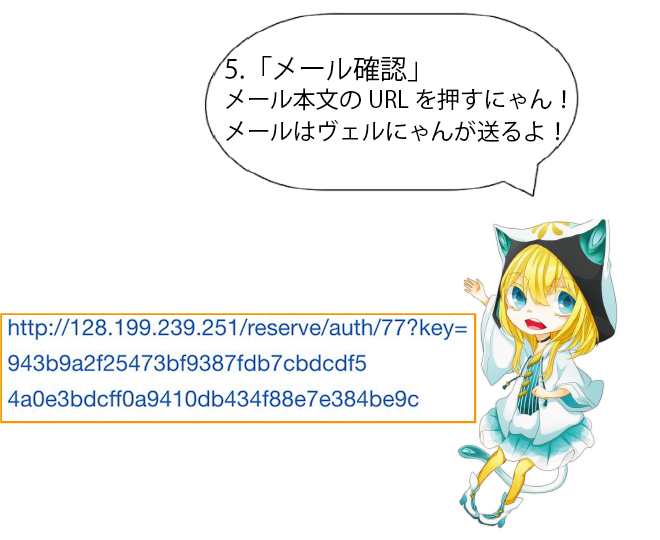 5.「メール確認」
メール本文の URL を押すにゃん！
メールはヴェルにゃんが送るよ！
http://128.199.239.251/reserve/auth/77?key=
943b9a2f25473bf9387fdb7cbdcdf5
4a0e3bdcff0a9410db434f88e7e384be9c